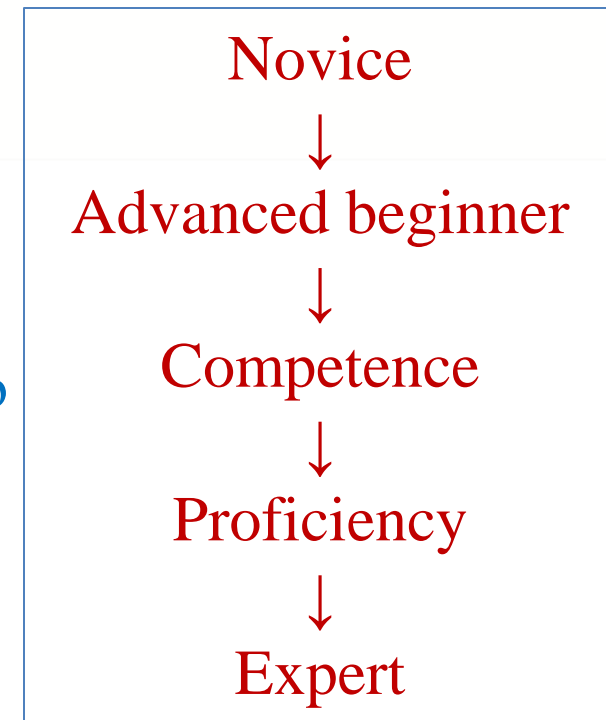 Novice
↓
Advanced beginner
↓
Competence
↓
Proficiency
↓
Expert